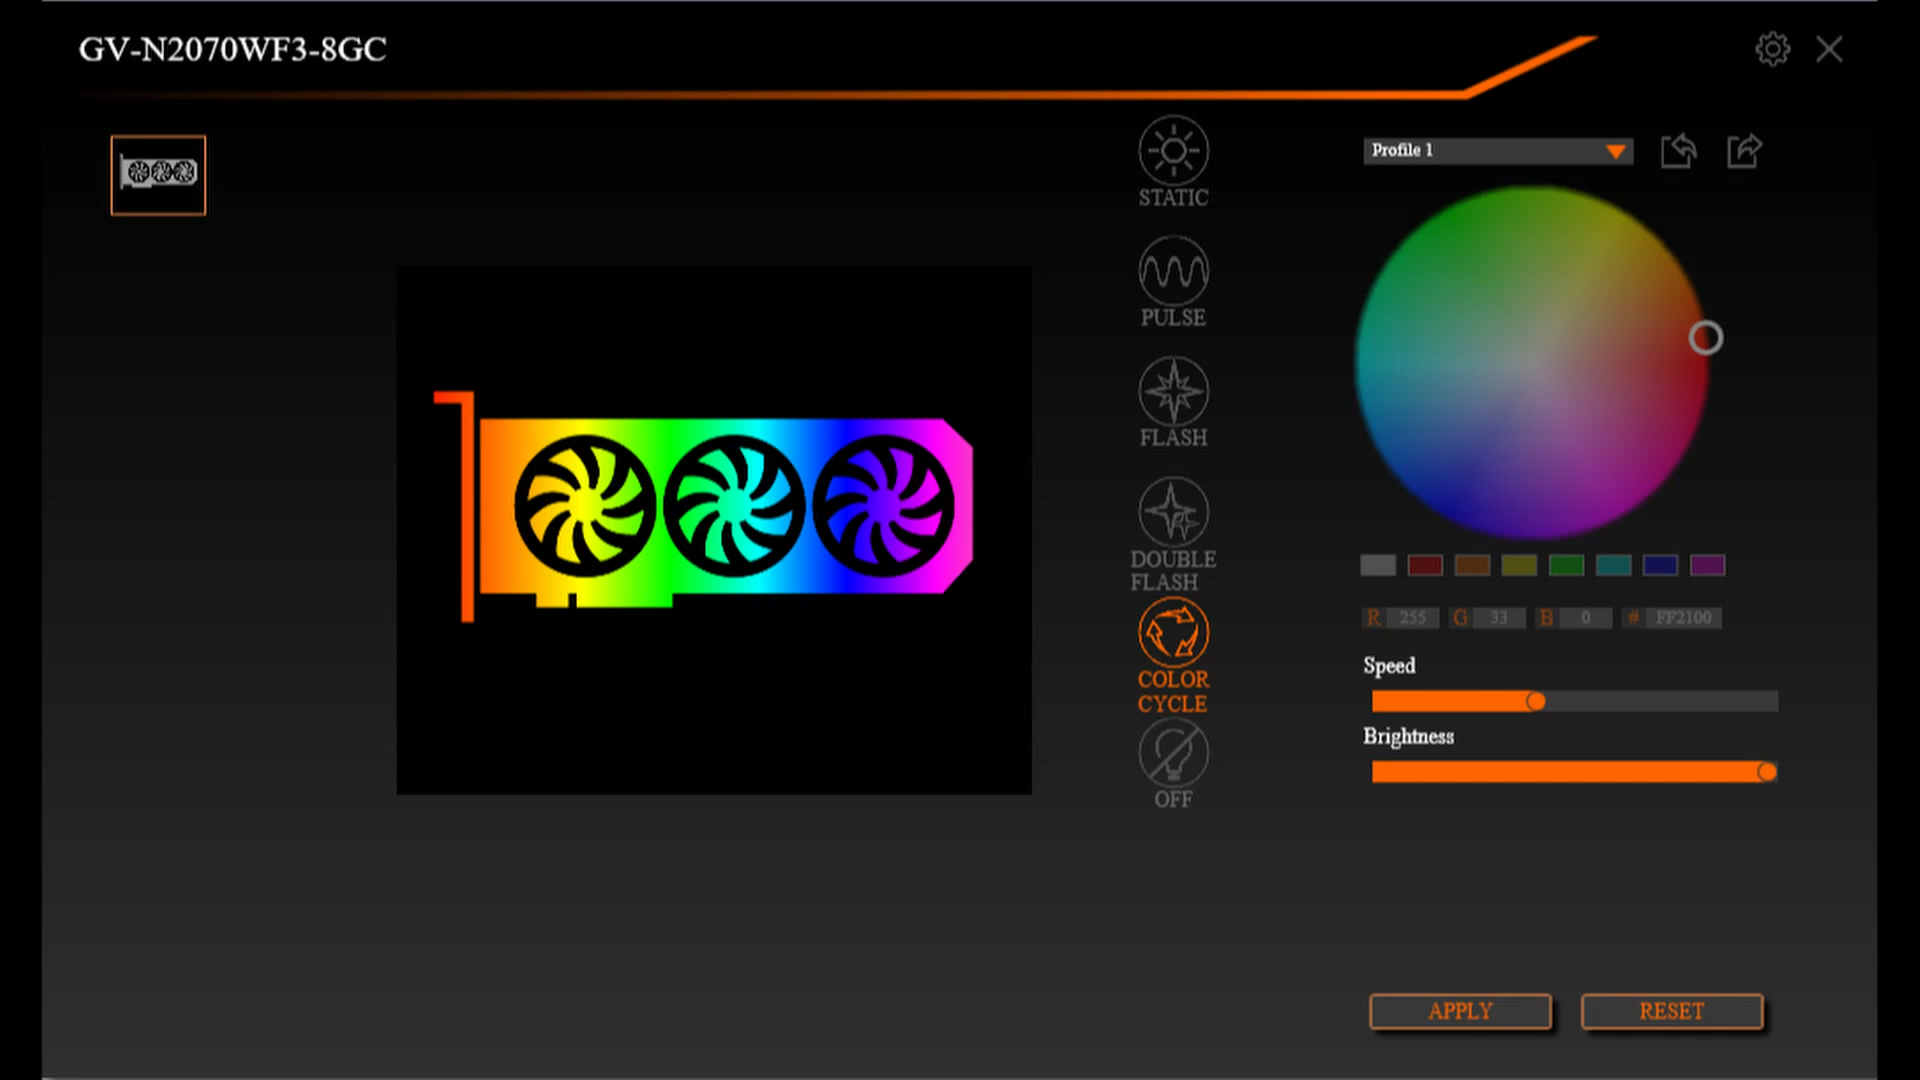 GV-N2070WF3-8GC
STATIC
PULSE
FLASH
DOUBLE
FLASH
COLOR
CYCLE
OFF
Profile 1
R 255 G 33 B 0 # FF2100
Speed
Brightness
APPLY RESET